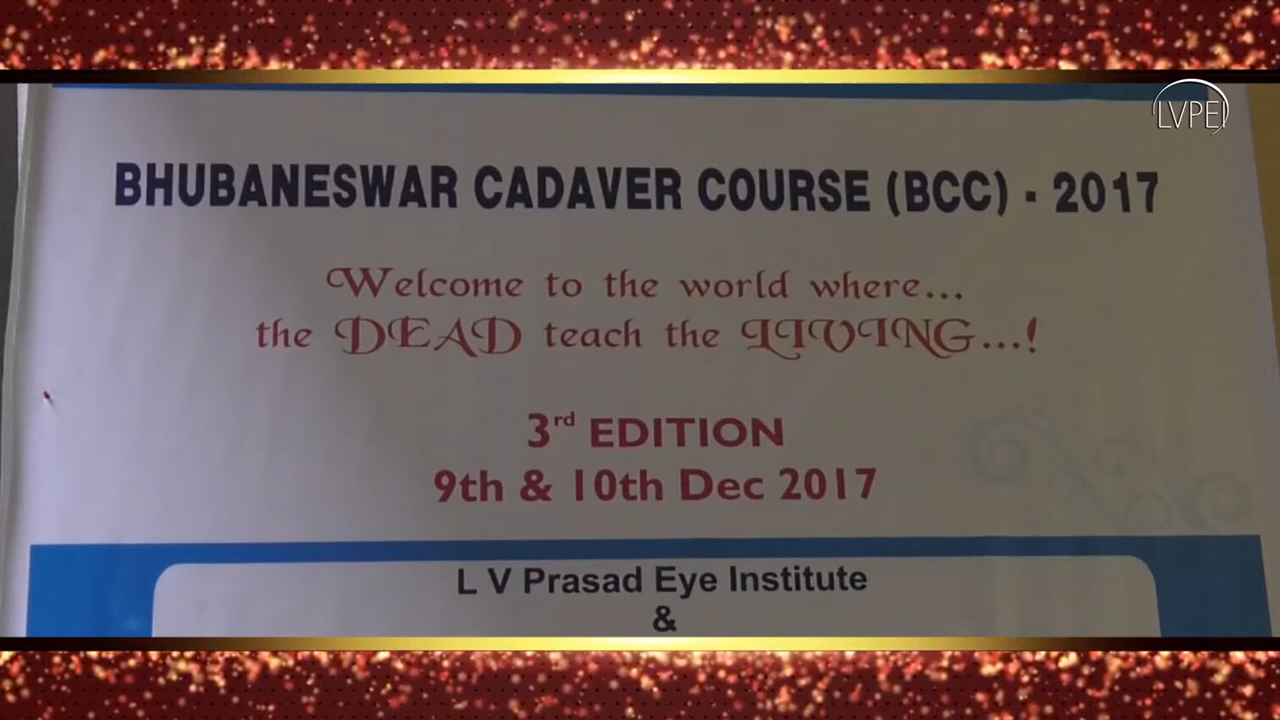 LVPEI
BHUBANESWAR CADAVER COURSE (BCC) - 2017
Welcome to the world where...
the DEAD teach the LIVING...!
3rd EDITION
9th & 10th Dec 2017
L V Prasad Eye Institute
&